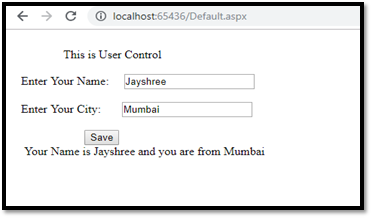 localhost:65436/Default.aspx
This is User Control
Enter Your Name: Jayshree
Enter Your City: Mumbai
Save
Your Name is Jayshree and you are from Mumbai